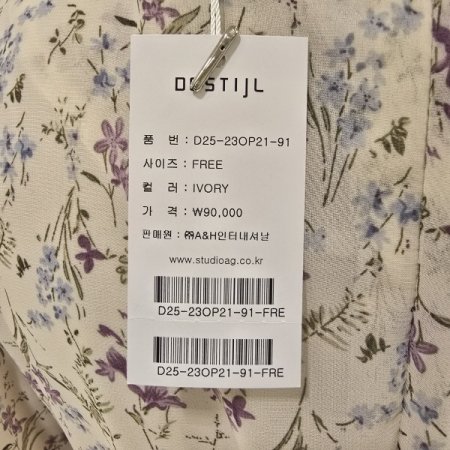 DESTIJL
품 번 : D25-23OP21-91
사이즈 : FREE
컬 러 : IVORY
가 격 : ₩90,000
판매원 : ㈜A&H인터내셔날
www.studioag.co.kr
D25-23OP21-91-FRE
D25-23OP21-91-FRE